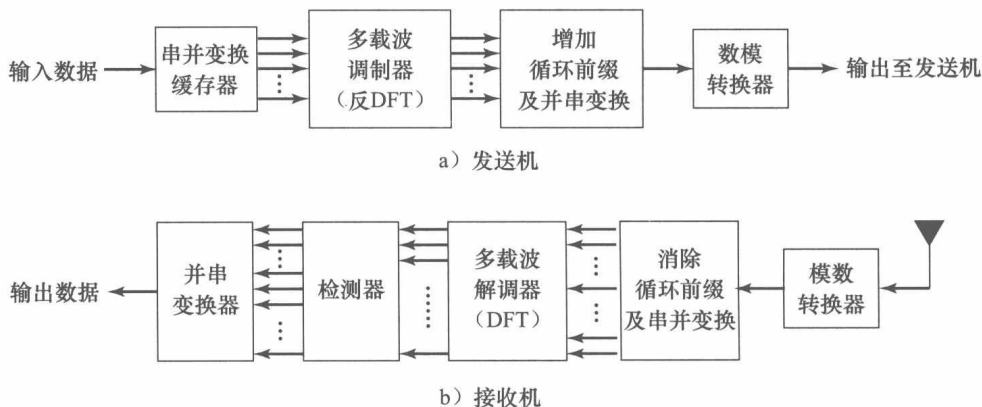 输入数据
串并变换
缓存器
多载波
调制器
（反DFT）
增加
循环前缀
及并串变换
数模
转换器
输出至发送机
a）发送机
输出数据
并串
变换器
检测器
多载波
解调器
（DFT）
消除
循环前缀
及串并变换
模数
转换器
b）接收机